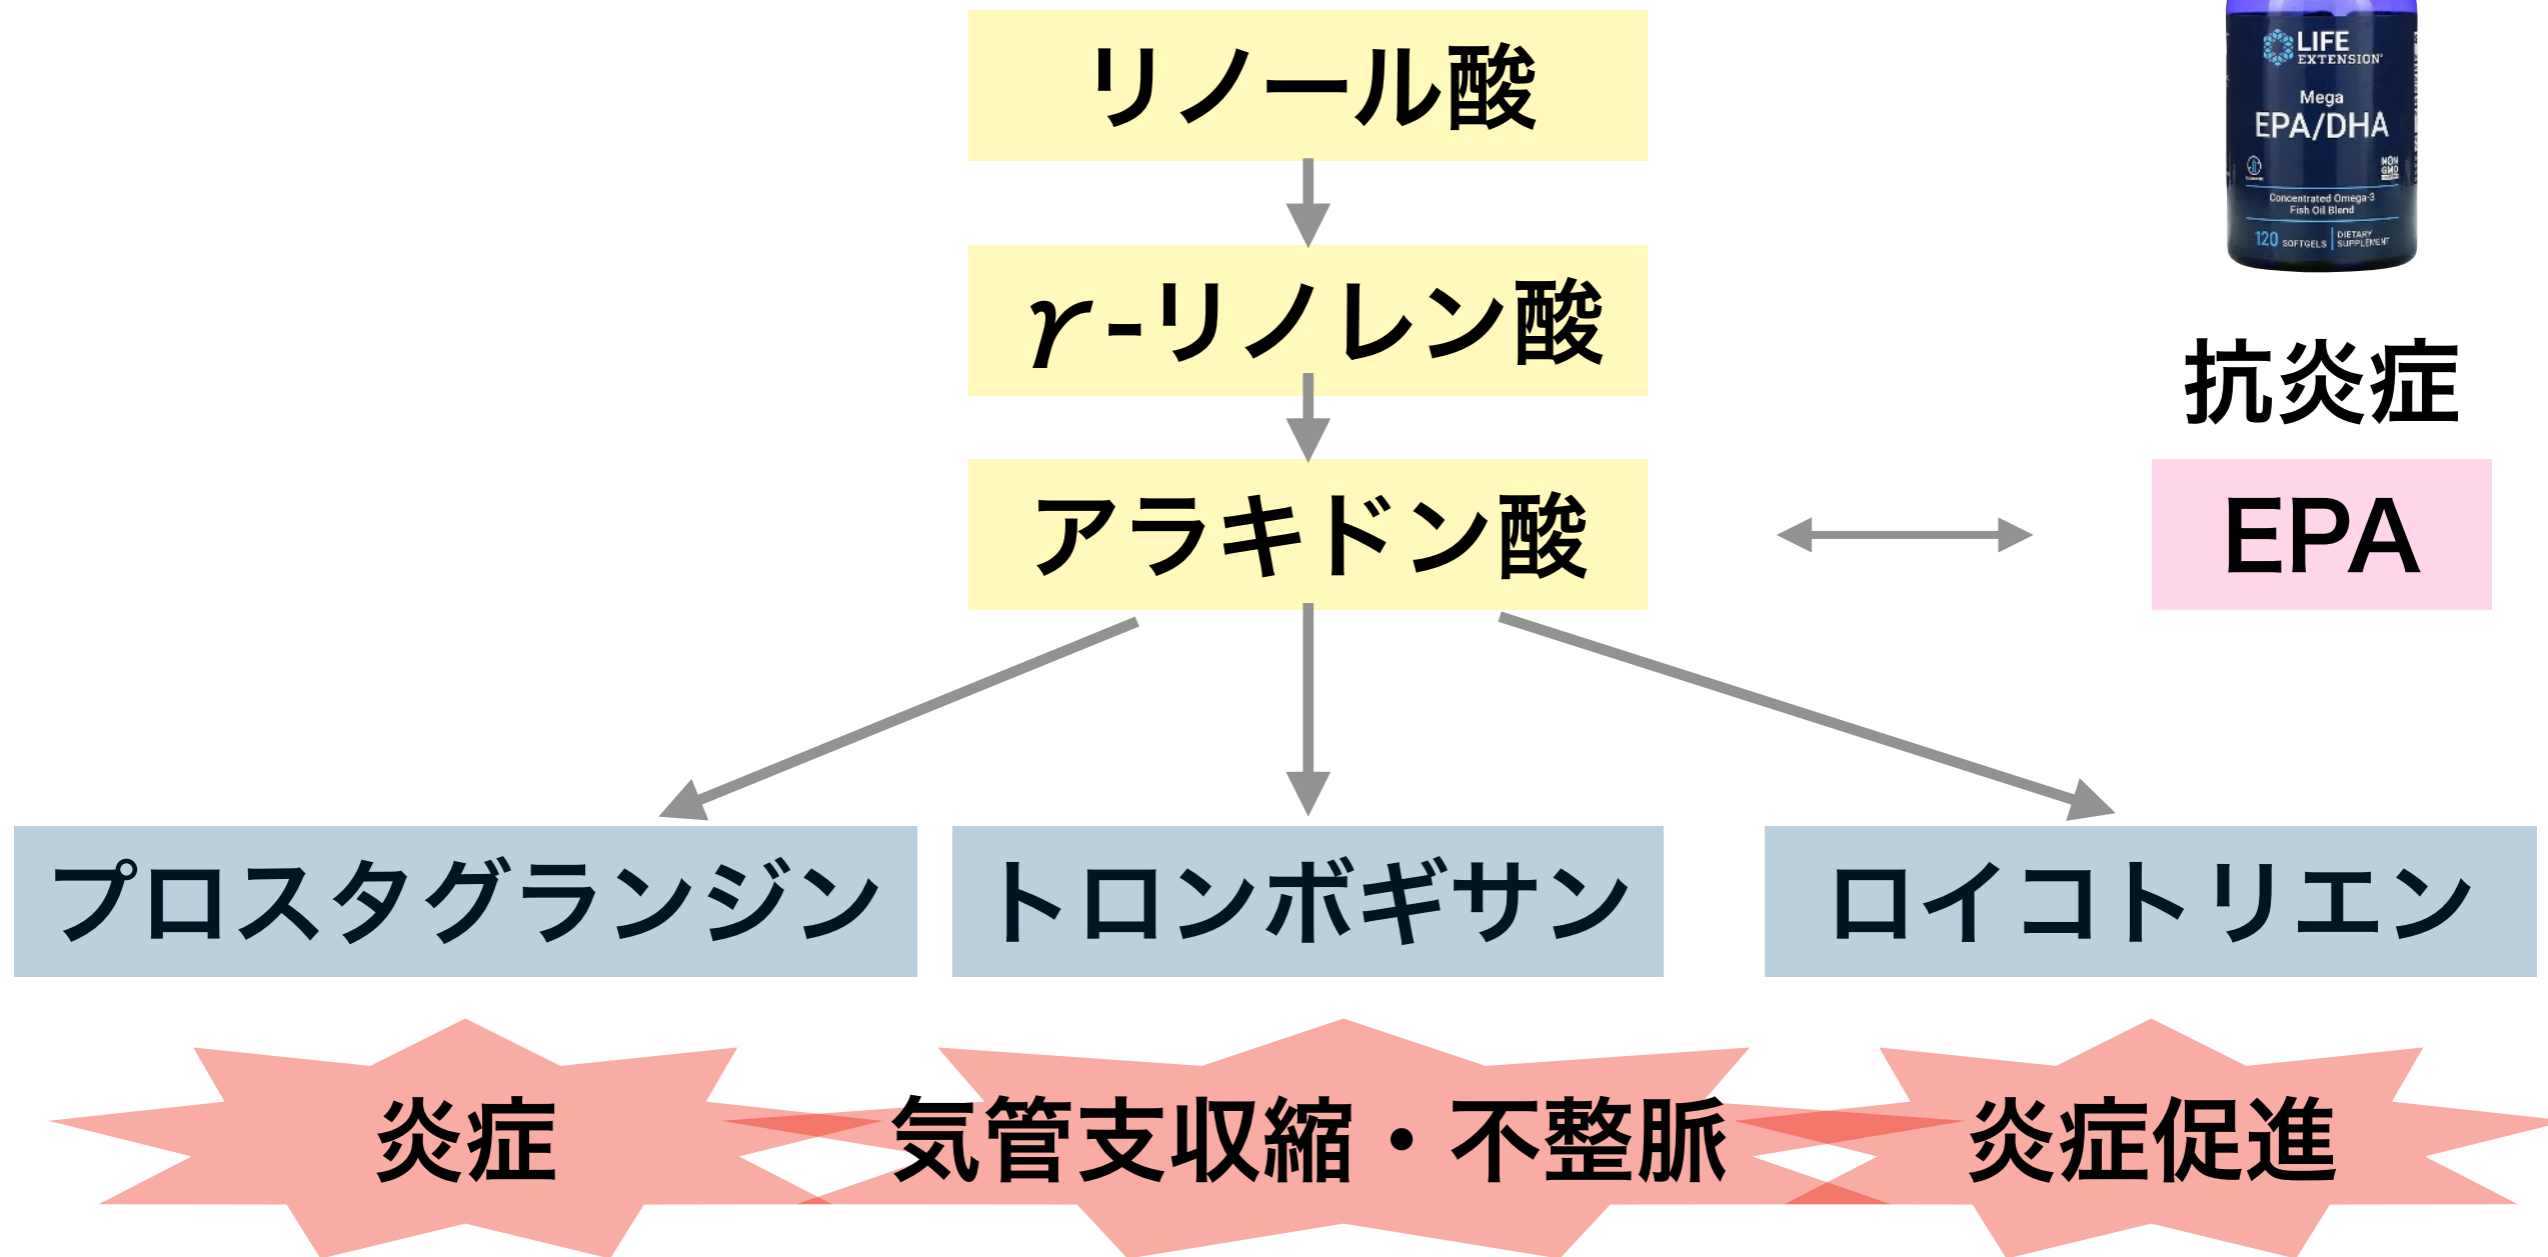 リノール酸
γ-リノレン酸
アラキドン酸
LIFE
EXTENSION
Mega
EPA/DHA
NON
GMO
Concentrated Omega-3
Fish Oil Blend
120 SOFTGELS
DIETARY
SUPPLEMENT
抗炎症
EPA
プロスタグランジン
トロンボギサン
ロイコトリエン
炎症
気管支収縮・不整脈
炎症促進